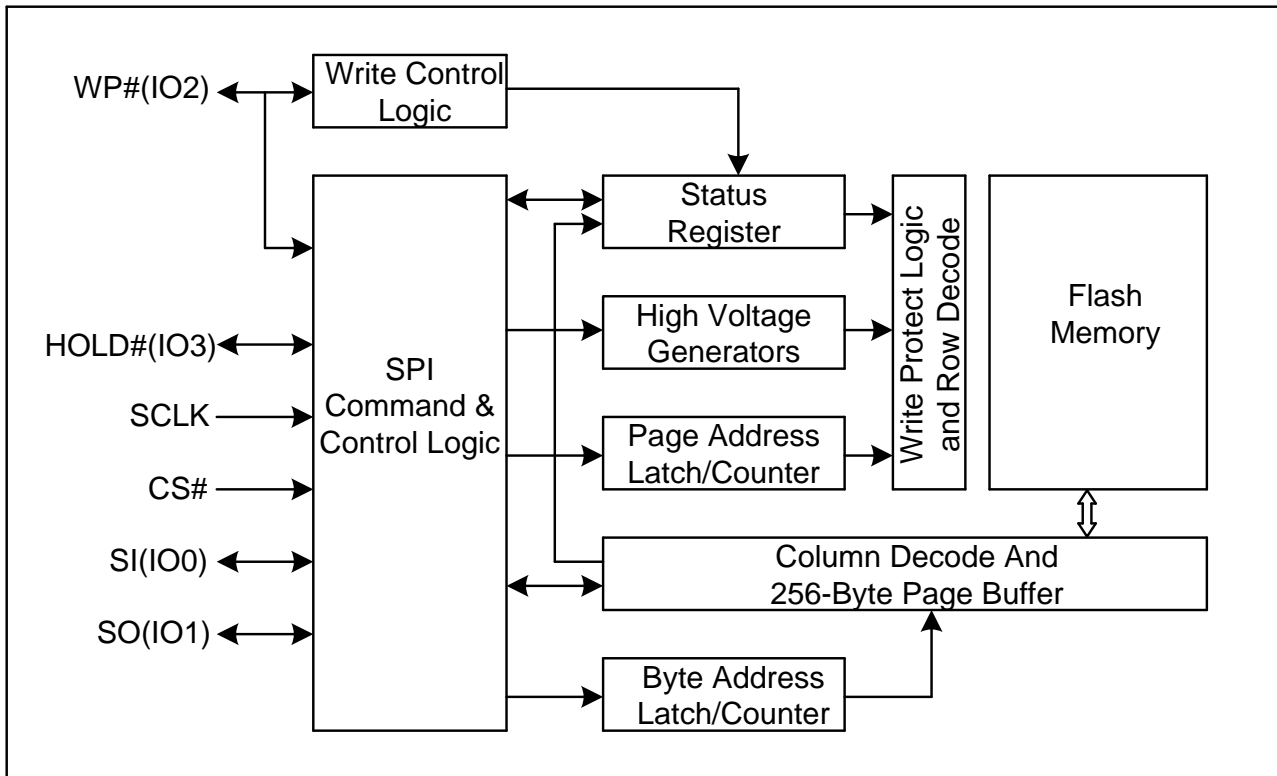 WP#(IO2)
Write Control
Logic
HOLD#(IO3)
SCLK
CS#
SI(IO0)
SO(IO1)
SPI
Command &
Control Logic
Status
Register
High Voltage
Generators
Page Address
Latch/Counter
Write Protect Logic
and Row Decode
Flash
Memory
Column Decode And
256-Byte Page Buffer
Byte Address
Latch/Counter